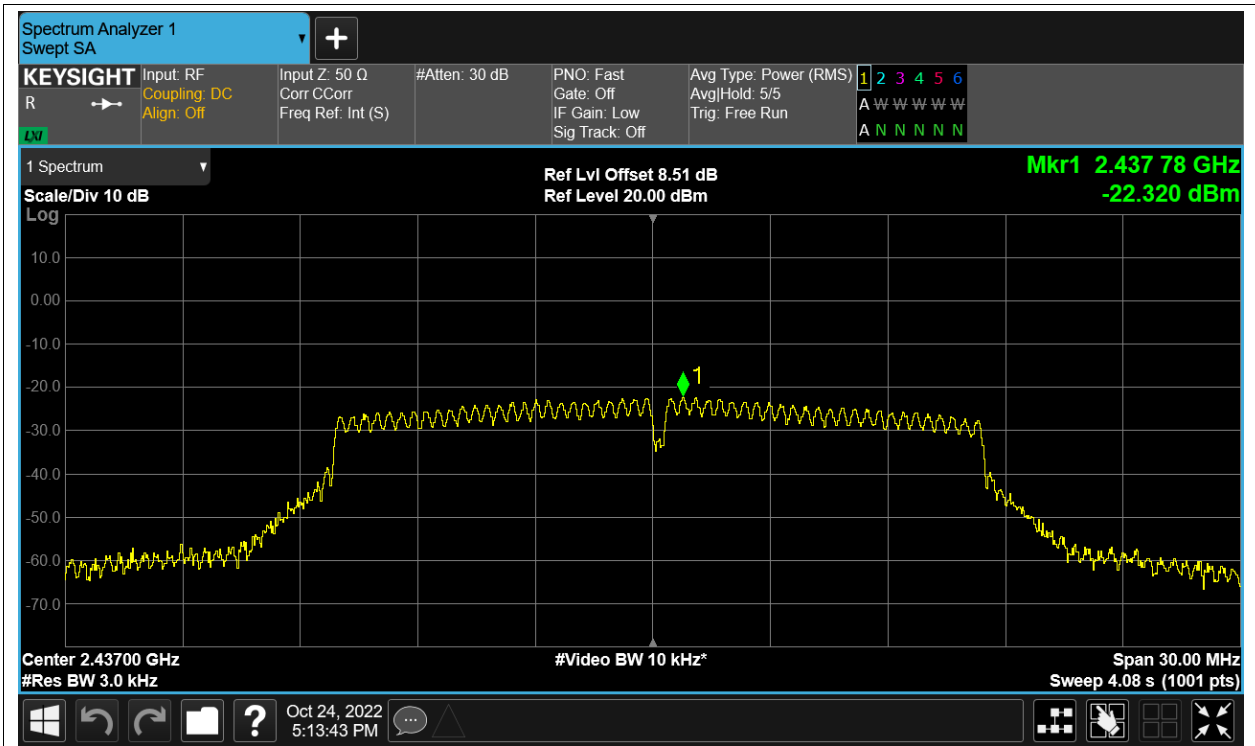 Spectrum Analyzer 1
Swept SA
KEYSIGHT
R
LXI
Input: RF
Coupling: DC
Align: Off
Input Z: 50 Ω
Corr CCorr
Freq Ref: Int (S)
#Atten: 30 dB
PNO: Fast
Gate: Off
IF Gain: Low
Sig Track: Off
Avg Type: Power (RMS)
Avg|Hold: 5/5
Trig: Free Run
1 2 3 4 5 6
A W W W W W
A N N N N N
1 Spectrum
Scale/Div 10 dB
Log
Ref Lvl Offset 8.51 dB
Ref Level 20.00 dBm
Mkr1 2.437 78 GHz
-22.320 dBm
10.0
0.00
-10.0
-20.0
-30.0
-40.0
-50.0
-60.0
-70.0
1
Center 2.43700 GHz
#Res BW 3.0 kHz
#Video BW 10 kHz*
Span 30.00 MHz
Sweep 4.08 s (1001 pts)
?
Oct 24, 2022
5:13:43 PM